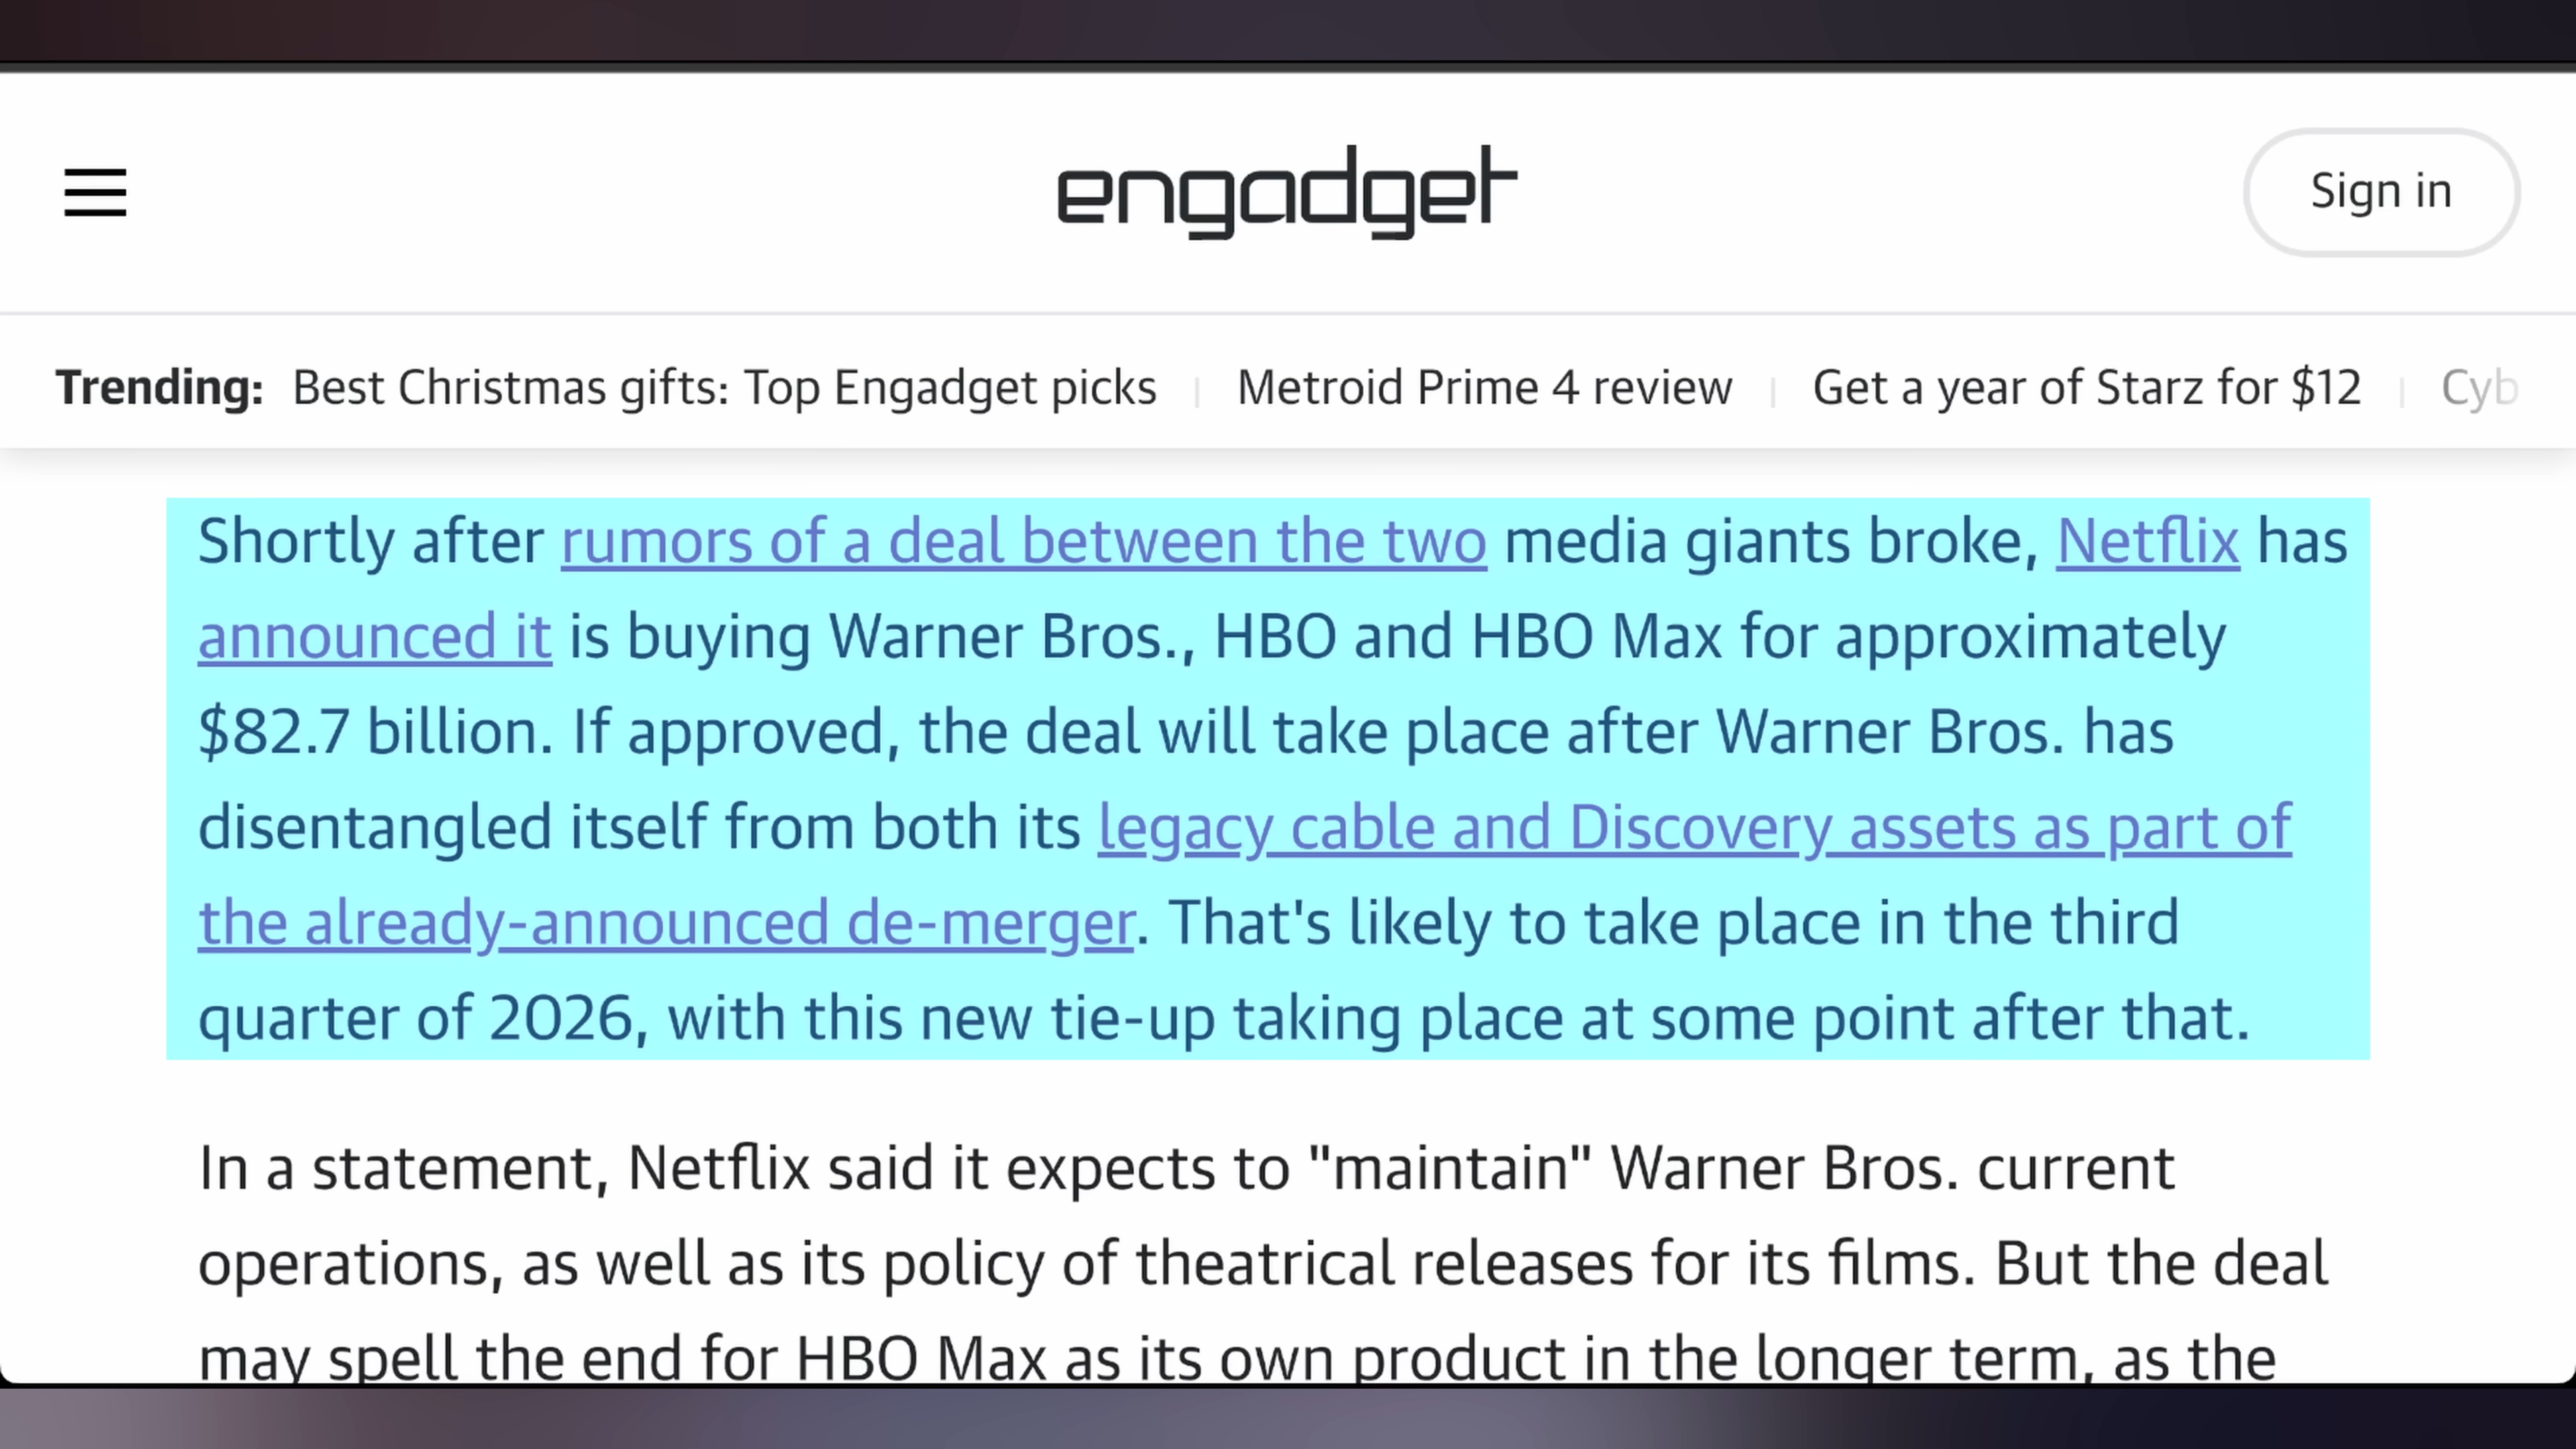 engadget
Sign in
Trending: Best Christmas gifts: Top Engadget picks | Metroid Prime 4 review | Get a year of Starz for $12 | Cyb
Shortly after rumors of a deal between the two media giants broke, Netflix has
announced it is buying Warner Bros., HBO and HBO Max for approximately
$82.7 billion. If approved, the deal will take place after Warner Bros. has
disentangled itself from both its legacy cable and Discovery assets as part of
the already-announced de-merger. That's likely to take place in the third
quarter of 2026, with this new tie-up taking place at some point after that.
In a statement, Netflix said it expects to "maintain" Warner Bros. current
operations, as well as its policy of theatrical releases for its films. But the deal
may spell the end for HBO Max as its own product in the longer term, as the